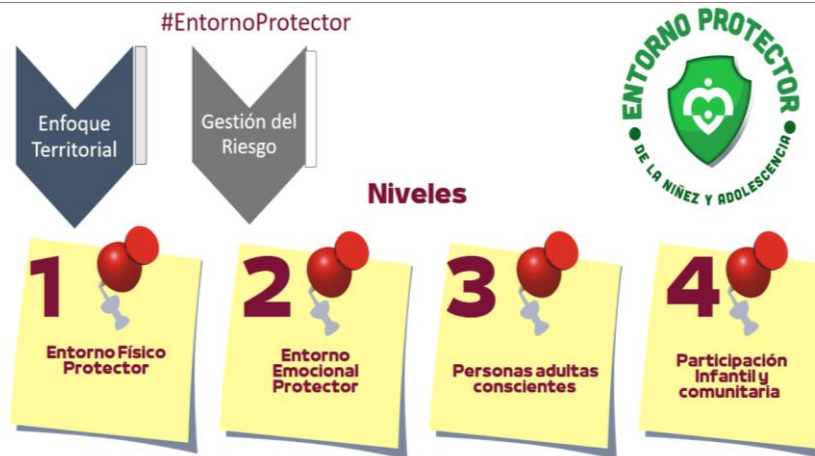 #EntornoProtector
Enfoque
Territorial
Gestión del
Riesgo
ENTORNO PROTECTOR
DE LA NIÑEZ Y ADOLESCENCIA
Niveles
1
Entorno Físico
Protector
2
Entorno
Emocional
Protector
3
Personas adultas
conscientes
4
Participación
Infantil y
comunitaria